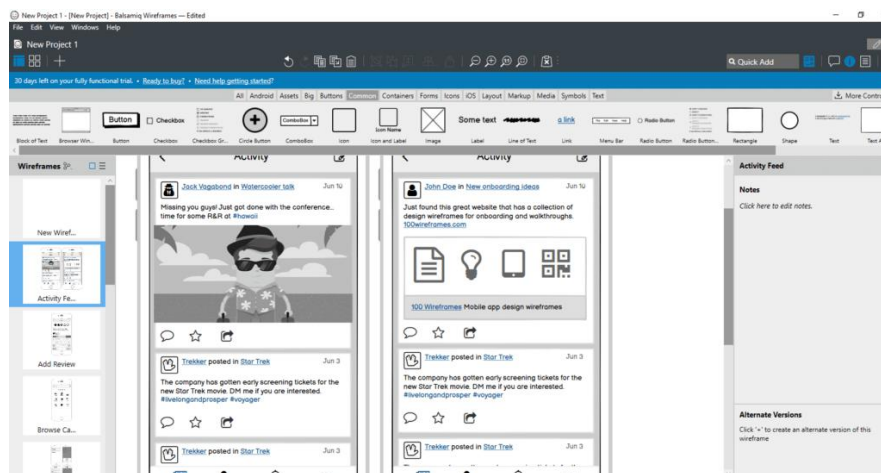 New Project 1 - [New Project] - Balsamiq Wireframes — Edited
File Edit View Windows Help
New Project 1
Quick Add
30 days left on your fully functional trial. • Ready to buy? • Need help getting started?
All Android Assets Big Buttons Common Containers Forms Icons iOS Layout Markup Media Symbols Text
More Contro
Button Checkbox ComboBox Icon Name Some text a link Radio Button
Block of Text Browser Win... Button Checkbox Checkbox Gr... Circle Button ComboBox Icon Icon and Label Image Label Line of Text Link Menu Bar Radio Button Radio Button... Rectangle Shape Text Text A
Wireframes
New Wiref...
Activity Fe...
Add Review
Browse Ca...
Activity
Jack Vagabond in Watercooler talk Jun 10
Missing you guys! Just got done with the conference...
time for some R&R at #hawaii
Trekker posted in Star Trek Jun 3
The company has gotten early screening tickets for the
new Star Trek movie. DM me if you are interested.
#livelongandprosper #voyager
Trekker posted in Star Trek Jun 3
Activity
John Doe in New onboarding ideas Jun 10
Just found this great website that has a collection of
design wireframes for onboarding and walkthroughs.
100wireframes.com
100 Wireframes Mobile app design wireframes
Trekker posted in Star Trek Jun 3
The company has gotten early screening tickets for the
new Star Trek movie. DM me if you are interested.
#livelongandprosper #voyager
Trekker posted in Star Trek Jun 3
Activity Feed
Notes
Click here to edit notes.
Alternate Versions
Click '+' to create an alternate version of this
wireframe